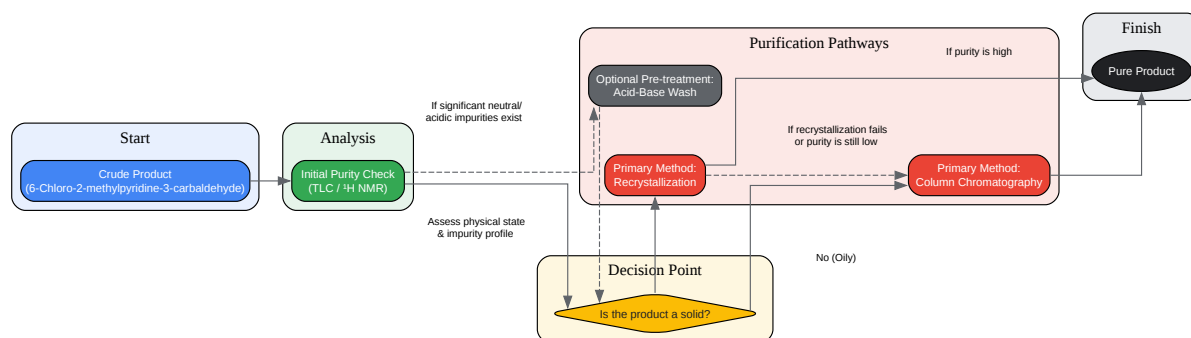 Start
Crude Product
(6-Chloro-2-methylpyridine-3-carbaldehyde)
Analysis
Initial Purity Check
(TLC / ¹H NMR)
If significant neutral/
acidic impurities exist
Assess physical state
& impurity profile
Purification Pathways
Optional Pre-treatment:
Acid-Base Wash
If purity is high
Primary Method:
Recrystallization
If recrystallization fails
or purity is still low
Primary Method:
Column Chromatography
Decision Point
Is the product a solid?
No (Oily)
Finish
Pure Product